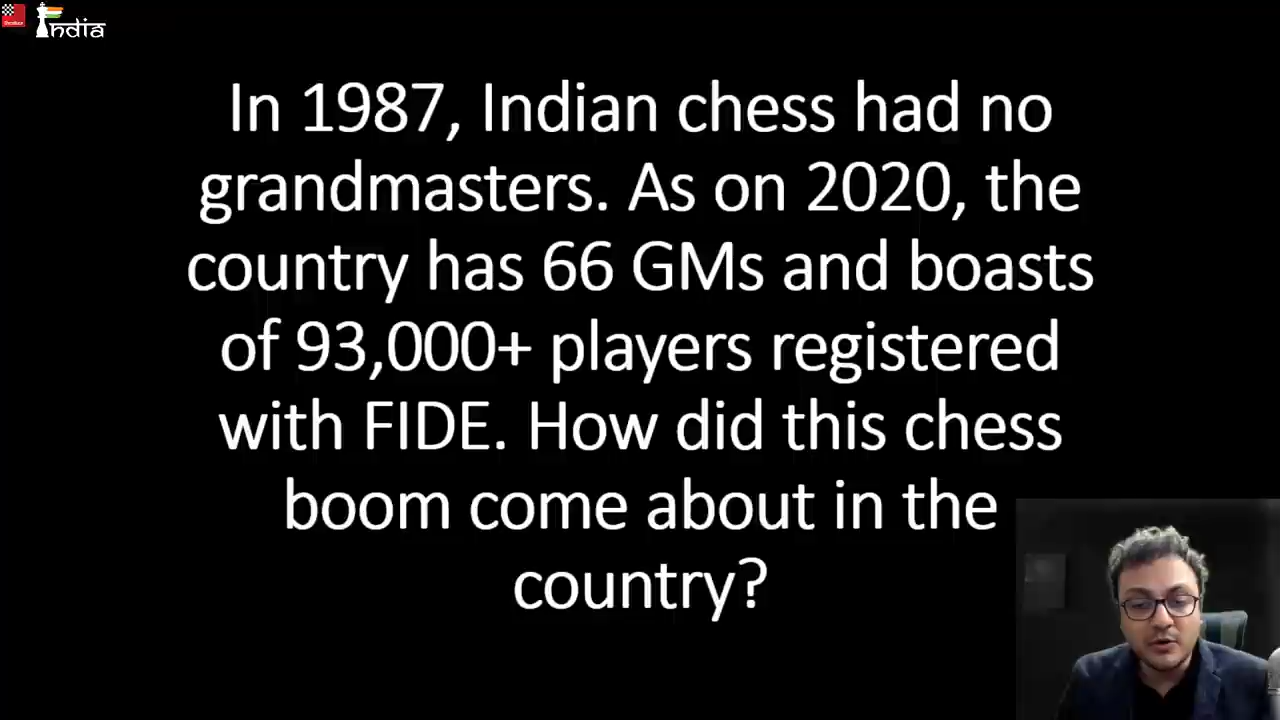 India
In 1987, Indian chess had no
grandmasters. As on 2020, the
country has 66 GMs and boasts
of 93,000+ players registered
with FIDE. How did this chess
boom come about in the
country?